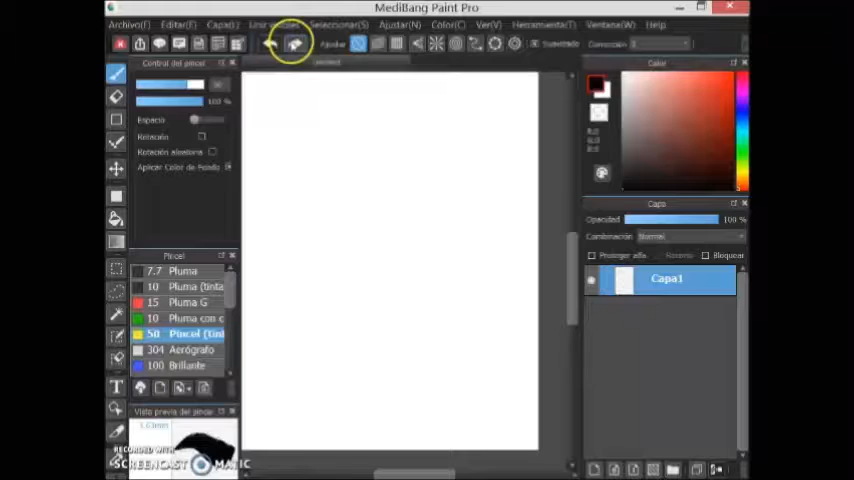 MediBang Paint Pro
Archivo(F) Editar(E) Capa(L) Seleccionar(S) Ajustar(N) Color(C) Ver(V) Herramienta(T) Ventana(W) Help
Ajustar Suavizado Corrección
Control del pincel
100 %
Espacio
Rotación
Rotación aleatoria
Aplicar Color de Fondo
Pincel
7.7 Pluma
10 Pluma (tinta
15 Pluma G
10 Pluma con c
50 Pincel (tint
304 Aerógrafo
100 Brillante
Vista previa del pincel
RECORDED WITH
SCREENCAST MATIC
Color
R:0
G:0
B:0
Capa
Opacidad 100 %
Combinación Normal
Proteger alfa Bloquear
Capa1